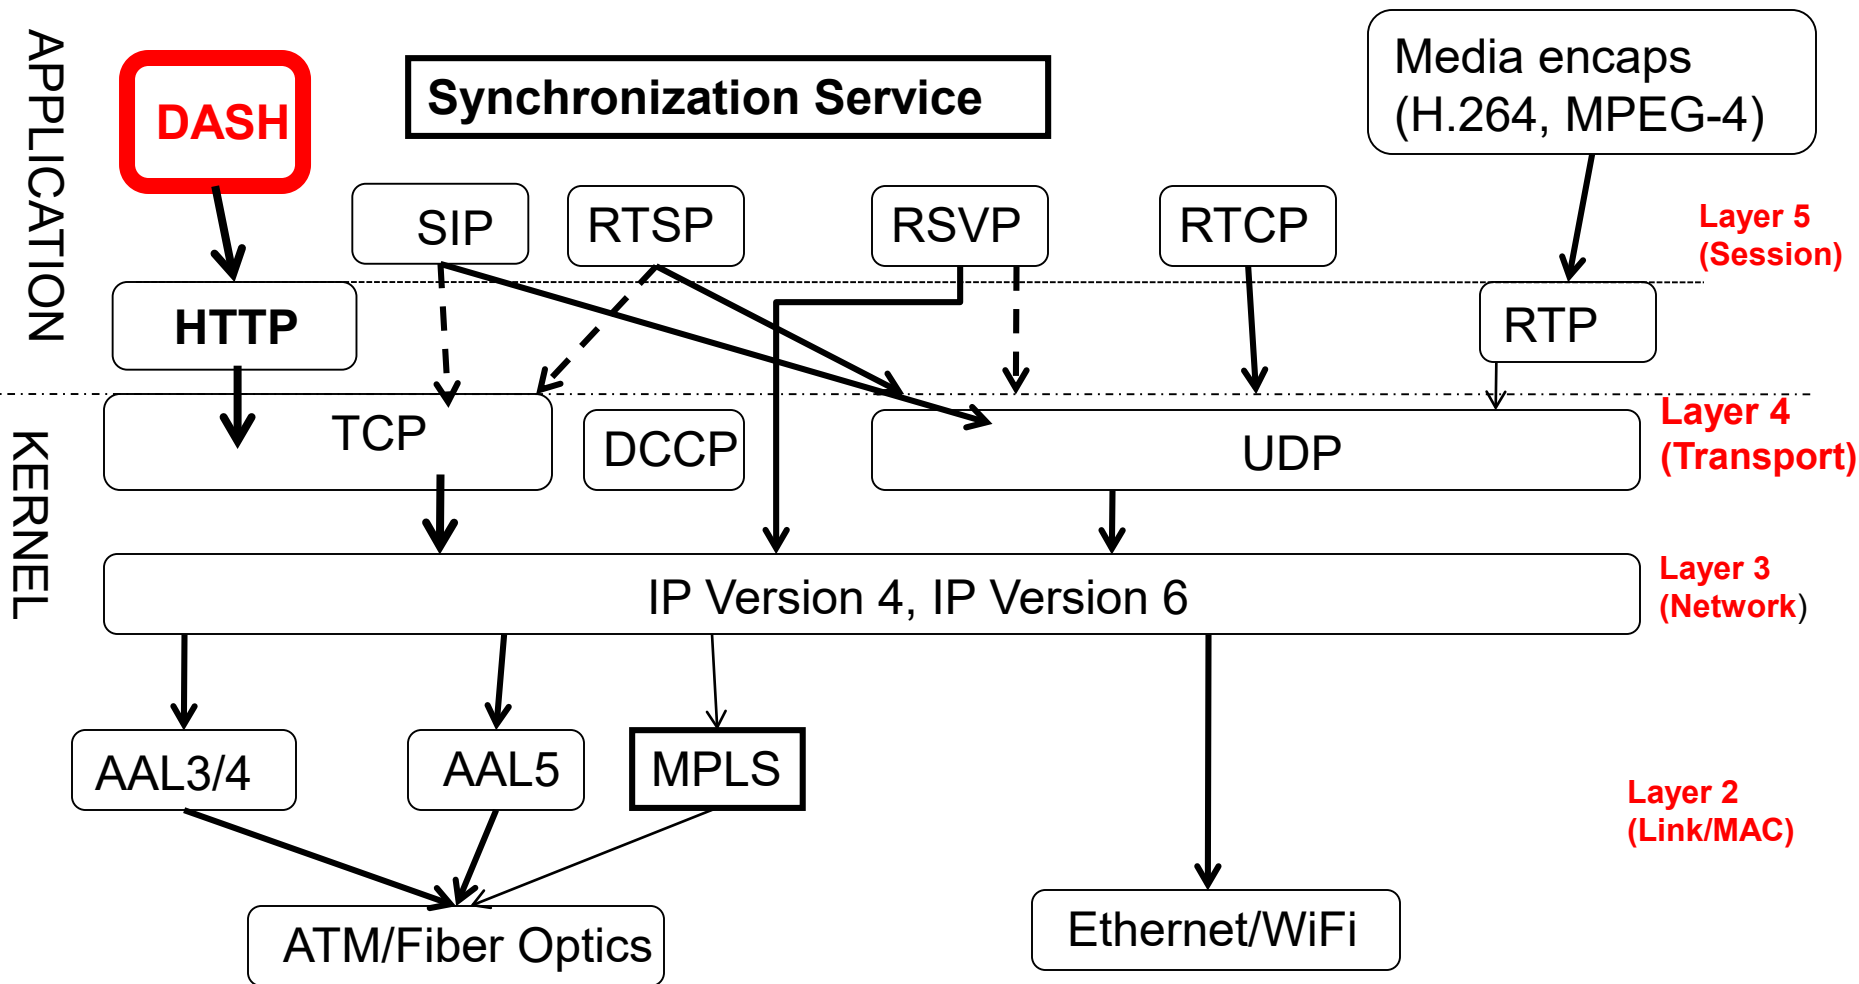 APPLICATION
DASH
Synchronization Service
Media encaps
(H.264, MPEG-4)
SIP
RTSP
RSVP
RTCP
Layer 5
(Session)
HTTP
RTP
KERNEL
TCP
DCCP
UDP
Layer 4
(Transport)
IP Version 4, IP Version 6
Layer 3
(Network)
AAL3/4
AAL5
MPLS
Layer 2
(Link/MAC)
ATM/Fiber Optics
Ethernet/WiFi